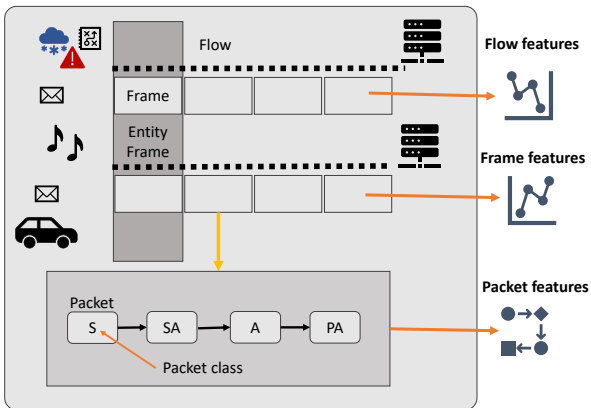 Flow
Flow features
Frame
Entity
Frame
Frame features
Packet features
Packet
S
SA
A
PA
Packet class